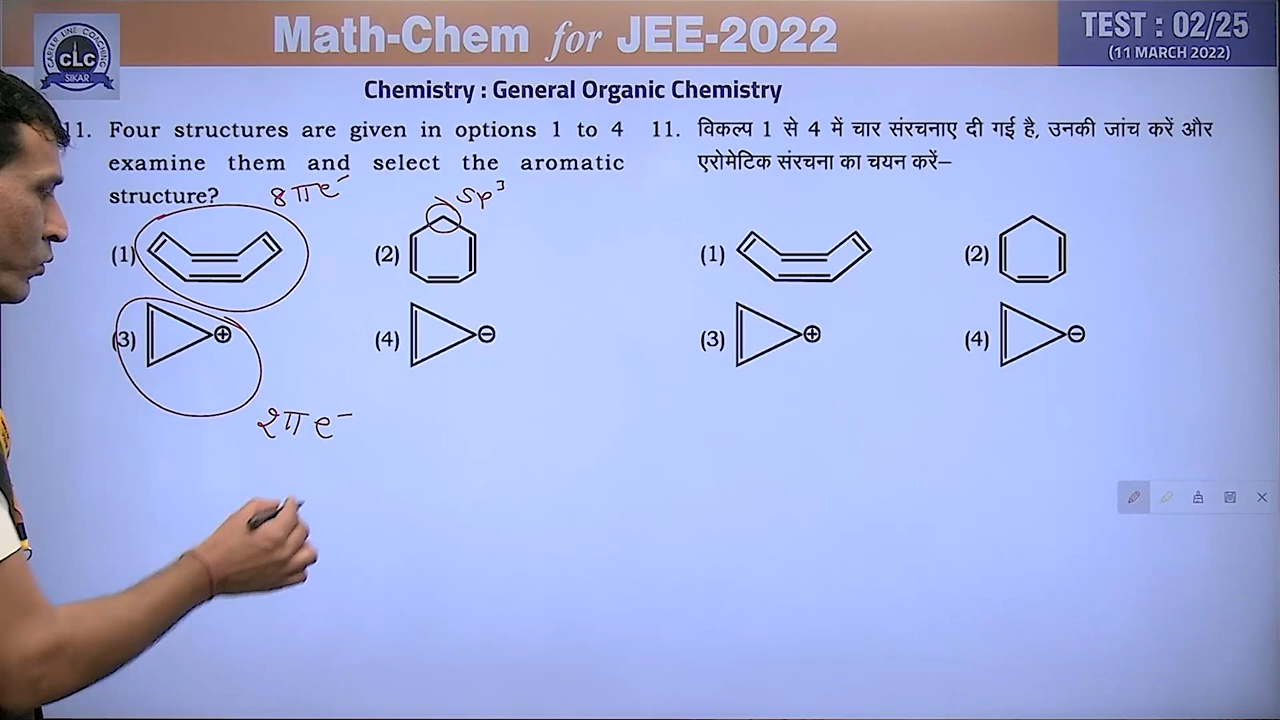 CAREER LINE COACHING
CLC
SIKAR
Math-Chem for JEE-2022
TEST : 02/25
(11 MARCH 2022)
Chemistry : General Organic Chemistry
11. Four structures are given in options 1 to 4
examine them and select the aromatic
structure?
8πe⁻
sp³
(1)
(2)
(3) ⊕
(4) ⊖
2πe⁻
11. विकल्प 1 से 4 में चार संरचनाए दी गई है, उनकी जांच करें और
एरोमेटिक संरचना का चयन करें–
(1)
(2)
(3) ⊕
(4) ⊖